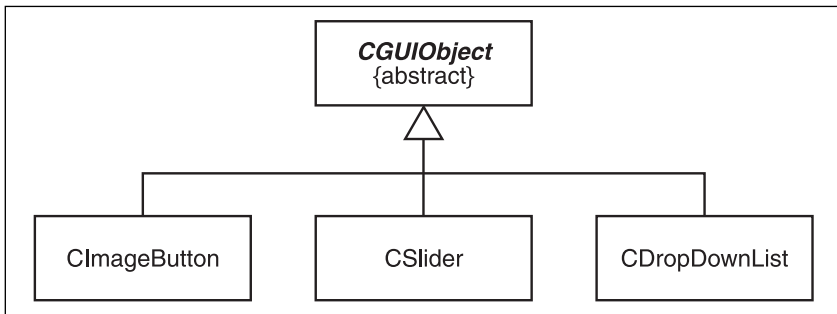 CGUIObject
{abstract}
CImageButton
CSlider
CDropDownList